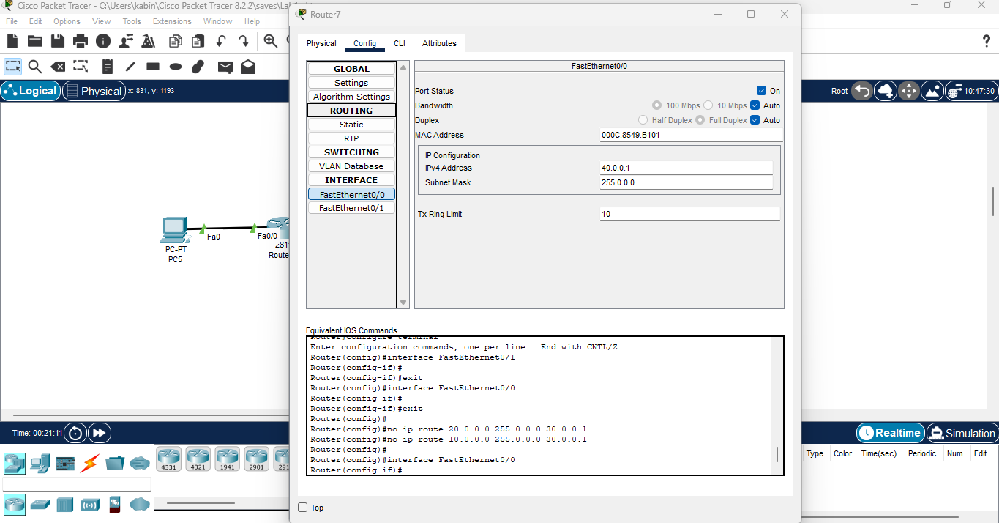 Cisco Packet Tracer - C:\Users\kabin\Cisco Packet Tracer 8.2.2\saves\La
File Edit Options View Tools Extensions Window Help
Logical Physical x: 831, y: 1193
Root 10:47:30
PC-PT
PC5
Fa0
Fa0/0
281
Route
Router7
Physical Config CLI Attributes
GLOBAL
Settings
Algorithm Settings
ROUTING
Static
RIP
SWITCHING
VLAN Database
INTERFACE
FastEthernet0/0
FastEthernet0/1
FastEthernet0/0
Port Status On
Bandwidth 100 Mbps 10 Mbps Auto
Duplex Half Duplex Full Duplex Auto
MAC Address 000C.8549.B101
IP Configuration
IPv4 Address 40.0.0.1
Subnet Mask 255.0.0.0
Tx Ring Limit 10
Equivalent IOS Commands
Router#configure terminal
Enter configuration commands, one per line. End with CNTL/Z.
Router(config)#interface FastEthernet0/1
Router(config-if)#
Router(config-if)#exit
Router(config)#interface FastEthernet0/0
Router(config-if)#
Router(config-if)#exit
Router(config)#
Router(config)#no ip route 20.0.0.0 255.0.0.0 30.0.0.1
Router(config)#no ip route 10.0.0.0 255.0.0.0 30.0.0.1
Router(config)#
Router(config)#interface FastEthernet0/0
Router(config-if)#
Top
Time: 00:21:11
Realtime Simulation
4331 4321 1941 2901 291
Type Color Time(sec) Periodic Num Edit